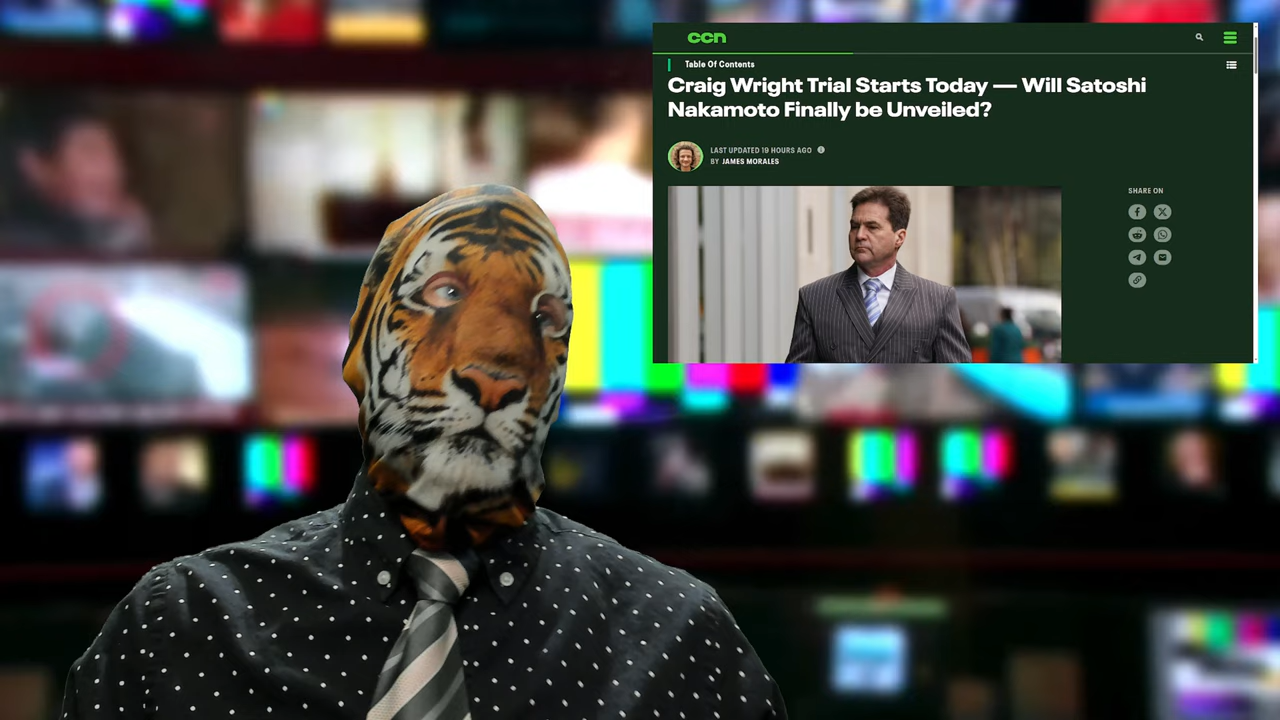 ccn
Table Of Contents
Craig Wright Trial Starts Today — Will Satoshi
Nakamoto Finally be Unveiled?
LAST UPDATED 19 HOURS AGO
BY JAMES MORALES
SHARE ON